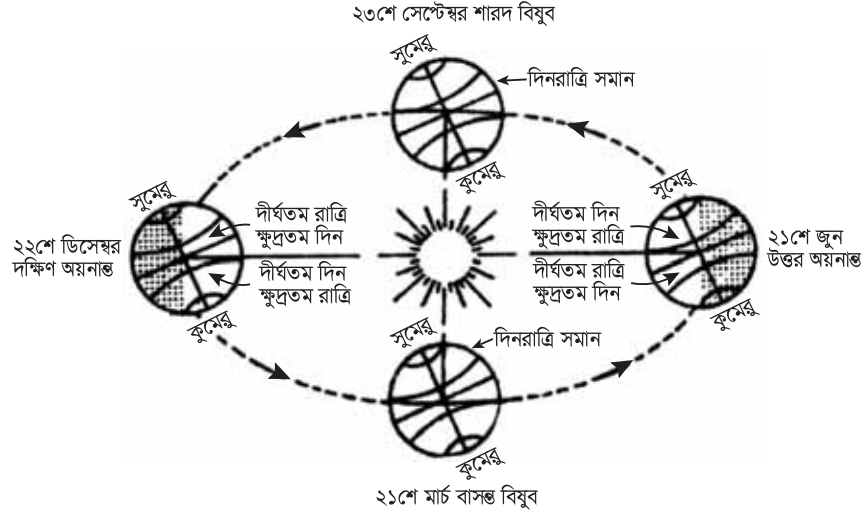 ২৩শে সেপ্টেম্বর শারদ বিষুব
সুমেরু
দিনরাত্রি সমান
কুমেরু
সুমেরু
দীর্ঘতম রাত্রি
ক্ষুদ্রতম দিন
২২শে ডিসেম্বর
দক্ষিণ অয়নান্ত
দীর্ঘতম দিন
ক্ষুদ্রতম রাত্রি
কুমেরু
সুমেরু
দীর্ঘতম দিন
ক্ষুদ্রতম রাত্রি
২১শে জুন
উত্তর অয়নান্ত
দীর্ঘতম রাত্রি
ক্ষুদ্রতম দিন
কুমেরু
সুমেরু
দিনরাত্রি সমান
কুমেরু
২১শে মার্চ বাসন্ত বিষুব